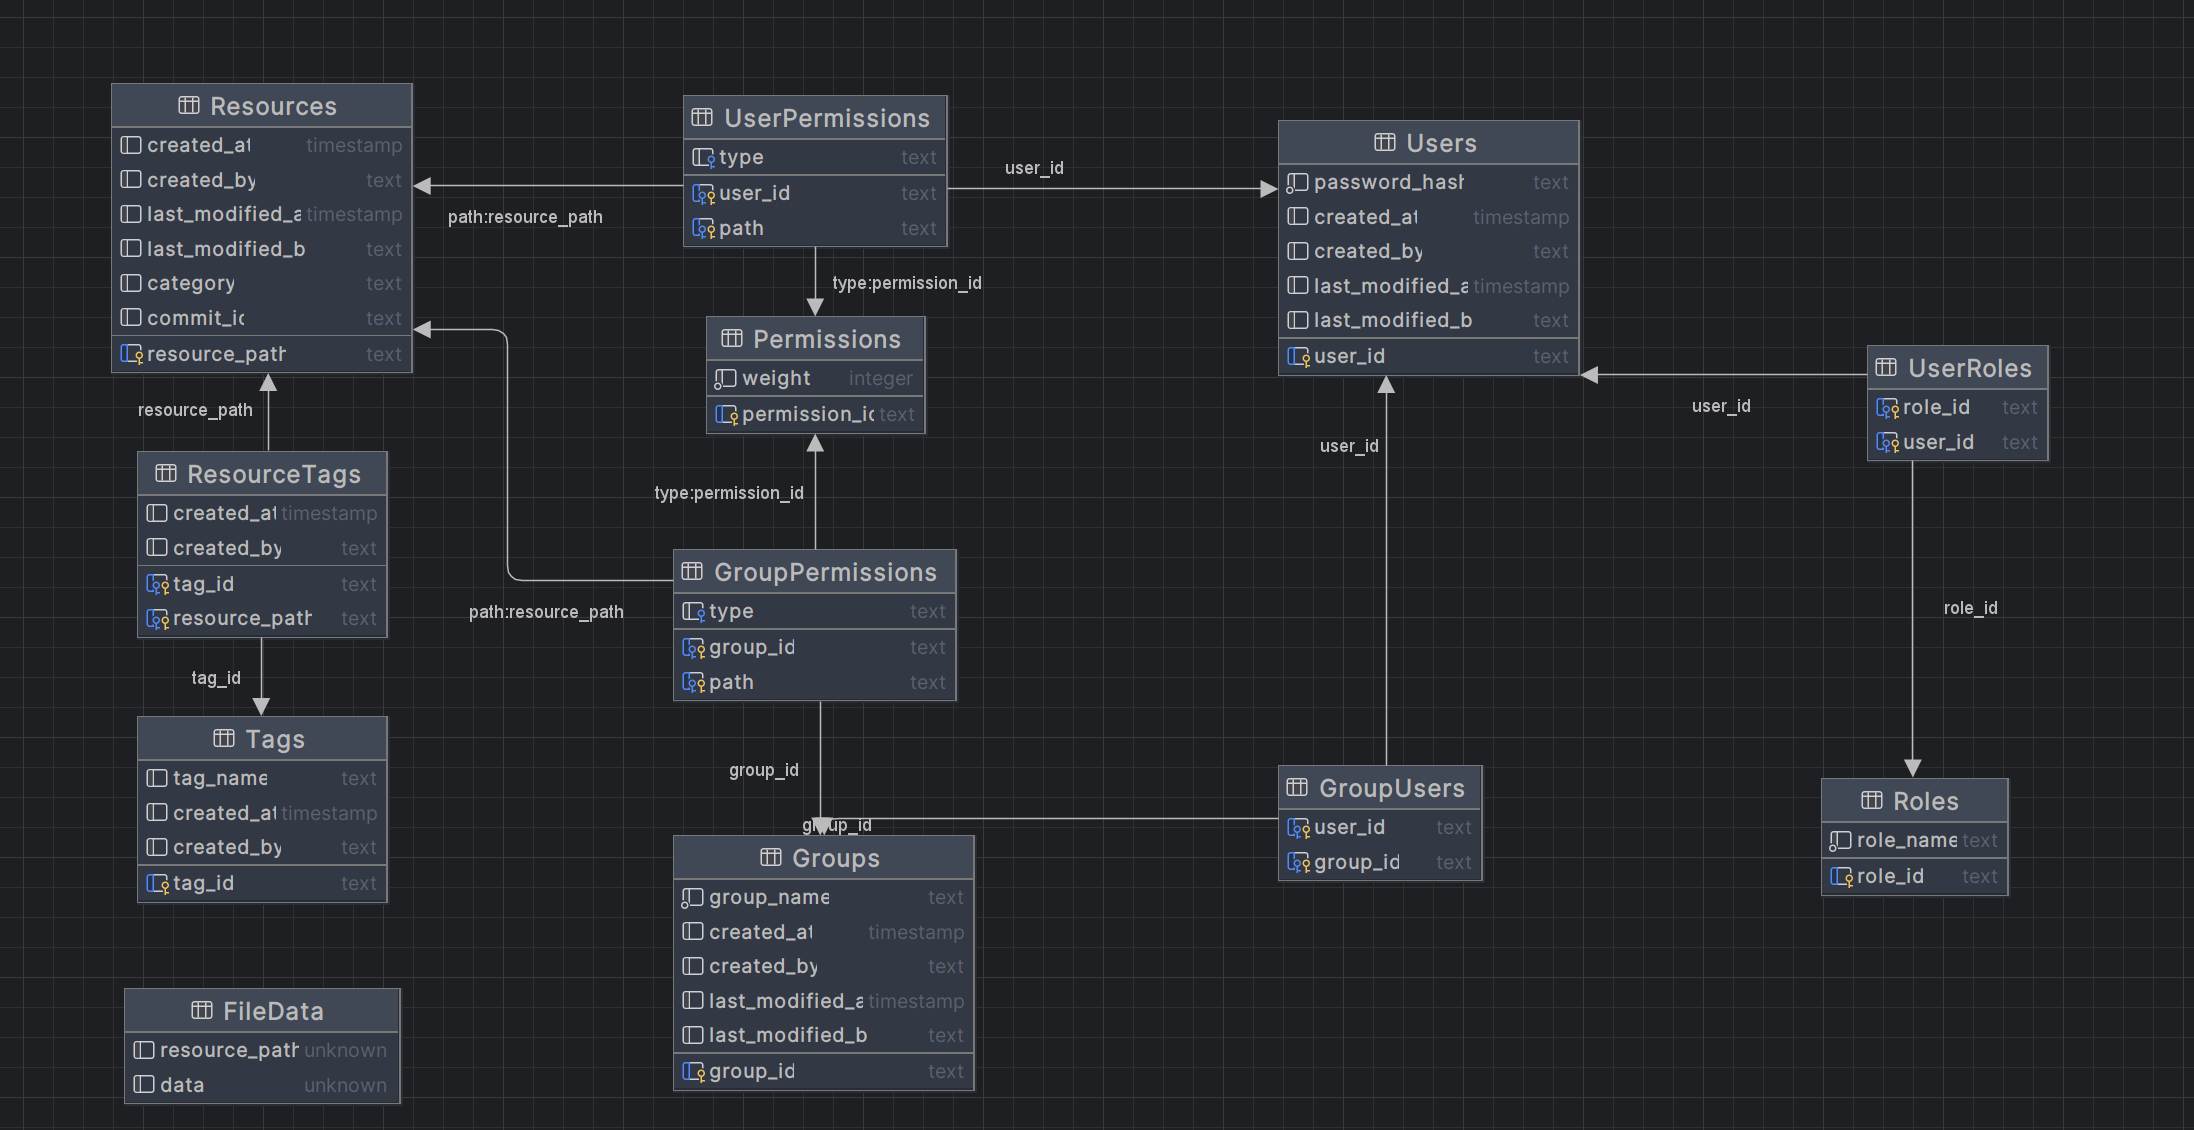 Resources
created_at timestamp
created_by text
last_modified_a timestamp
last_modified_b text
category text
commit_id text
resource_path text
UserPermissions
type text
user_id text
path text
Users
password_hash text
created_at timestamp
created_by text
last_modified_a timestamp
last_modified_b text
user_id text
user_id
path:resource_path
type:permission_id
Permissions
weight integer
permission_id text
UserRoles
role_id text
user_id text
user_id
resource_path
user_id
ResourceTags
created_at timestamp
created_by text
tag_id text
resource_path text
type:permission_id
GroupPermissions
type text
group_id text
path text
path:resource_path
role_id
tag_id
Tags
tag_name text
created_at timestamp
created_by text
tag_id text
group_id
group_id
GroupUsers
user_id text
group_id text
Roles
role_name text
role_id text
Groups
group_name text
created_at timestamp
created_by text
last_modified_a timestamp
last_modified_b text
group_id text
FileData
resource_path unknown
data unknown